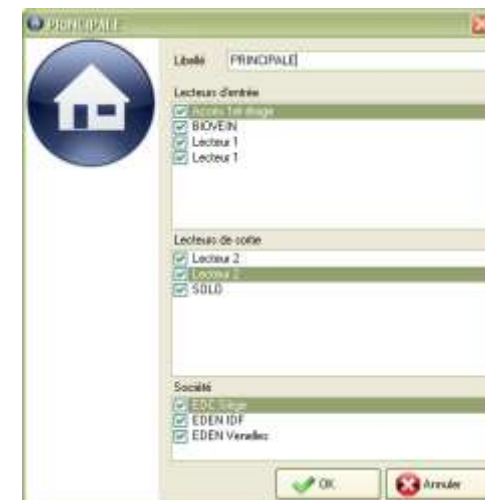 PRINCIPALE
Libellé PRINCIPALE
Lecteurs d'entrée
Accès 1er étage
BIOVEIN
Lecteur 1
Lecteur 1
Lecteurs de sortie
Lecteur 2
Lecteur 2
SOLO
Société
EDC Siège
EDEN IDF
EDEN Venelles
OK Annuler